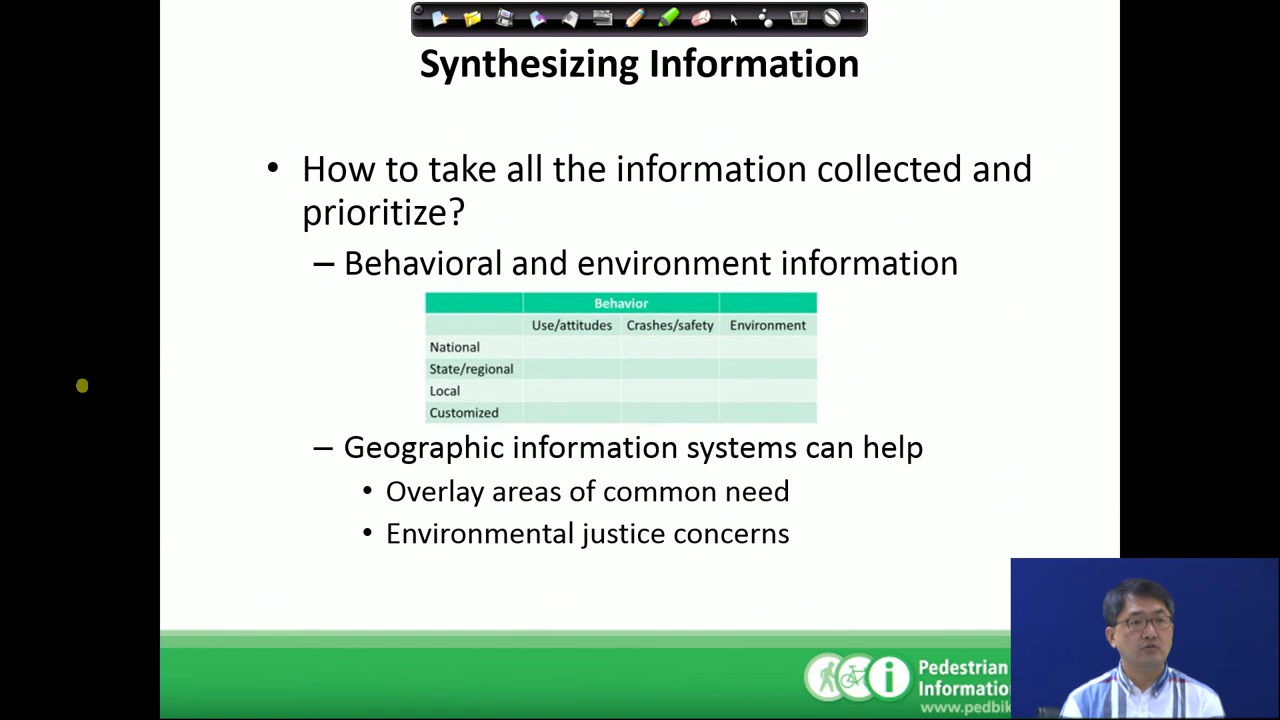 Synthesizing Information
• How to take all the information collected and
prioritize?
– Behavioral and environment information
Behavior
Use/attitudes Crashes/safety Environment
National
State/regional
Local
Customized
– Geographic information systems can help
• Overlay areas of common need
• Environmental justice concerns
Pedestrian
Informatio
www.pedbik